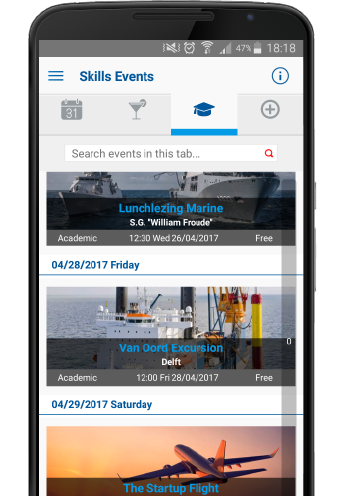 47% 18:18
Skills Events
31
Search events in this tab...
Lunchlezing Marine
S.G. "William Froude"
Academic 12:30 Wed 26/04/2017 Free
04/28/2017 Friday
0
Van Oord Excursion
Delft
Academic 12:00 Fri 28/04/2017 Free
04/29/2017 Saturday
The Startup Flight